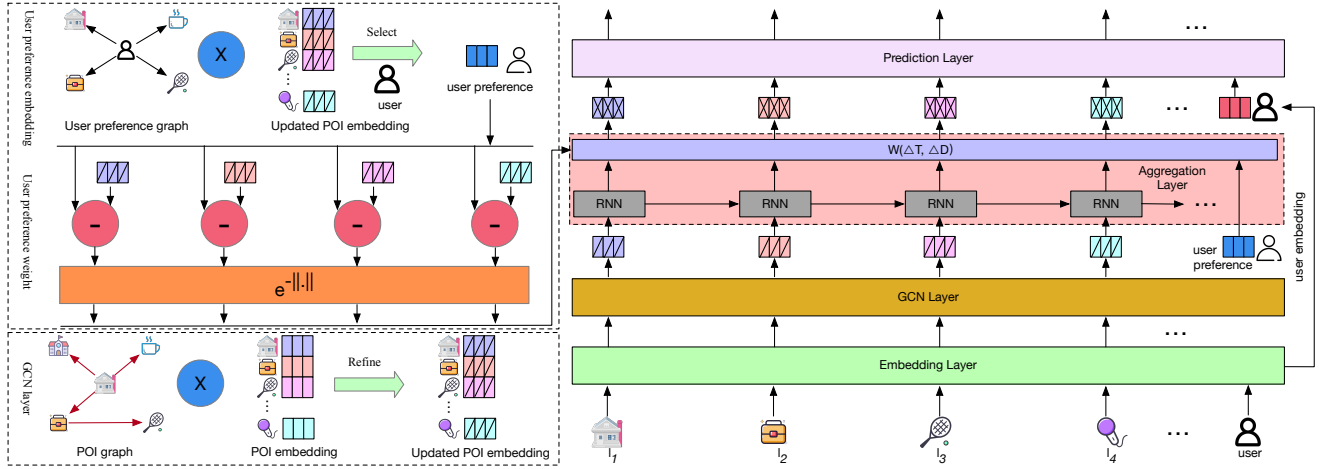 User preference embedding
X
Select
user
user preference
User preference graph
Updated POI embedding
User preference weight
-
-
-
-
e-||.||
GCN layer
X
Refine
POI graph
POI embedding
Updated POI embedding
...
Prediction Layer
...
W(△T, △D)
Aggregation
Layer
RNN
RNN
RNN
RNN
...
user
preference
user embedding
GCN Layer
...
Embedding Layer
l1
l2
l3
l4
...
user